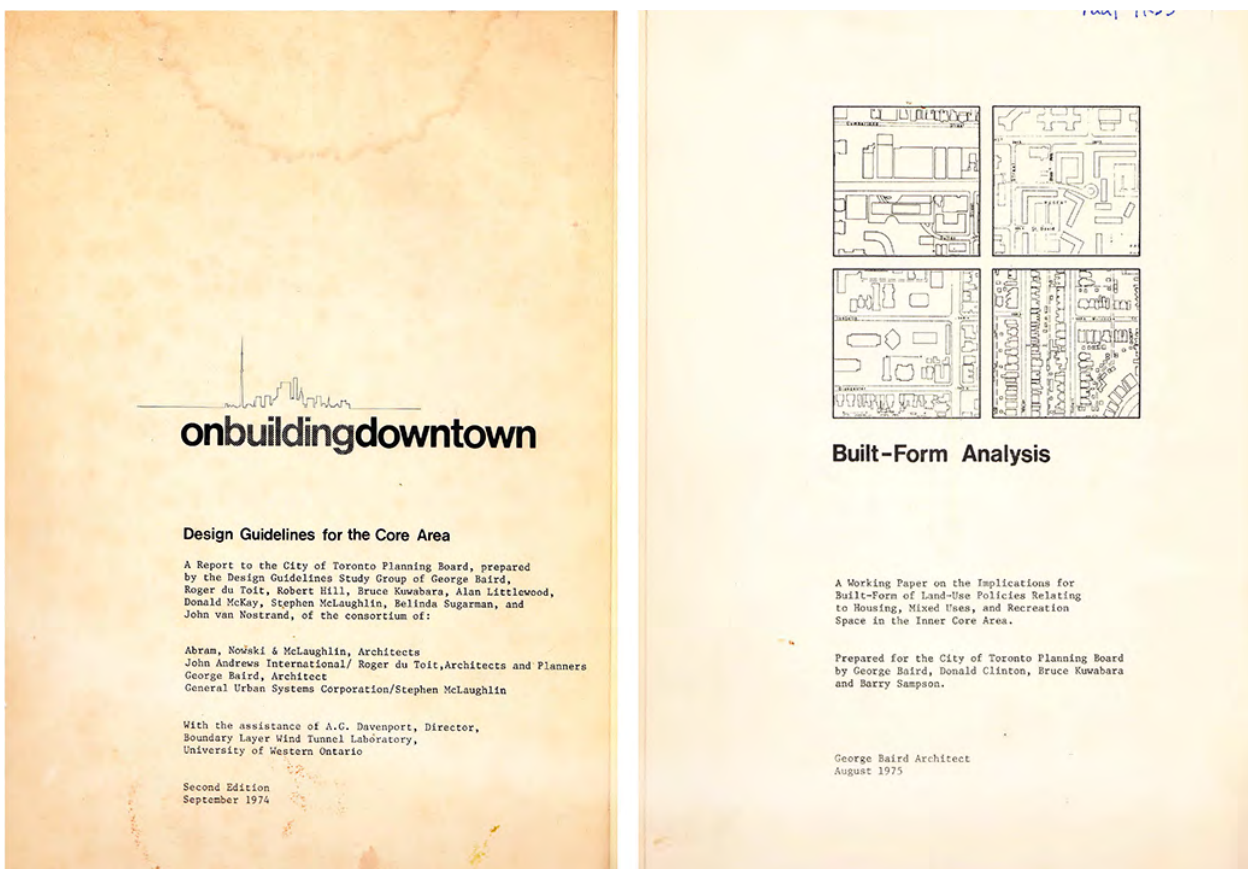 onbuildingdowntown
Design Guidelines for the Core Area
A Report to the City of Toronto Planning Board, prepared
by the Design Guidelines Study Group of George Baird,
Roger du Toit, Robert Hill, Bruce Kuwabara, Alan Littlewood,
Donald McKay, Stephen McLaughlin, Belinda Sugarman, and
John van Nostrand, of the consortium of:
Abram, Nowski & McLaughlin, Architects
John Andrews International/ Roger du Toit,Architects and Planners
George Baird, Architect
General Urban Systems Corporation/Stephen McLaughlin
With the assistance of A.G. Davenport, Director,
Boundary Layer Wind Tunnel Laboratory,
University of Western Ontario
Second Edition
September 1974
Built-Form Analysis
A Working Paper on the Implications for
Built-Form of Land-Use Policies Relating
to Housing, Mixed Uses, and Recreation
Space in the Inner Core Area.
Prepared for the City of Toronto Planning Board
by George Baird, Donald Clinton, Bruce Kuwabara
and Barry Sampson.
George Baird Architect
August 1975